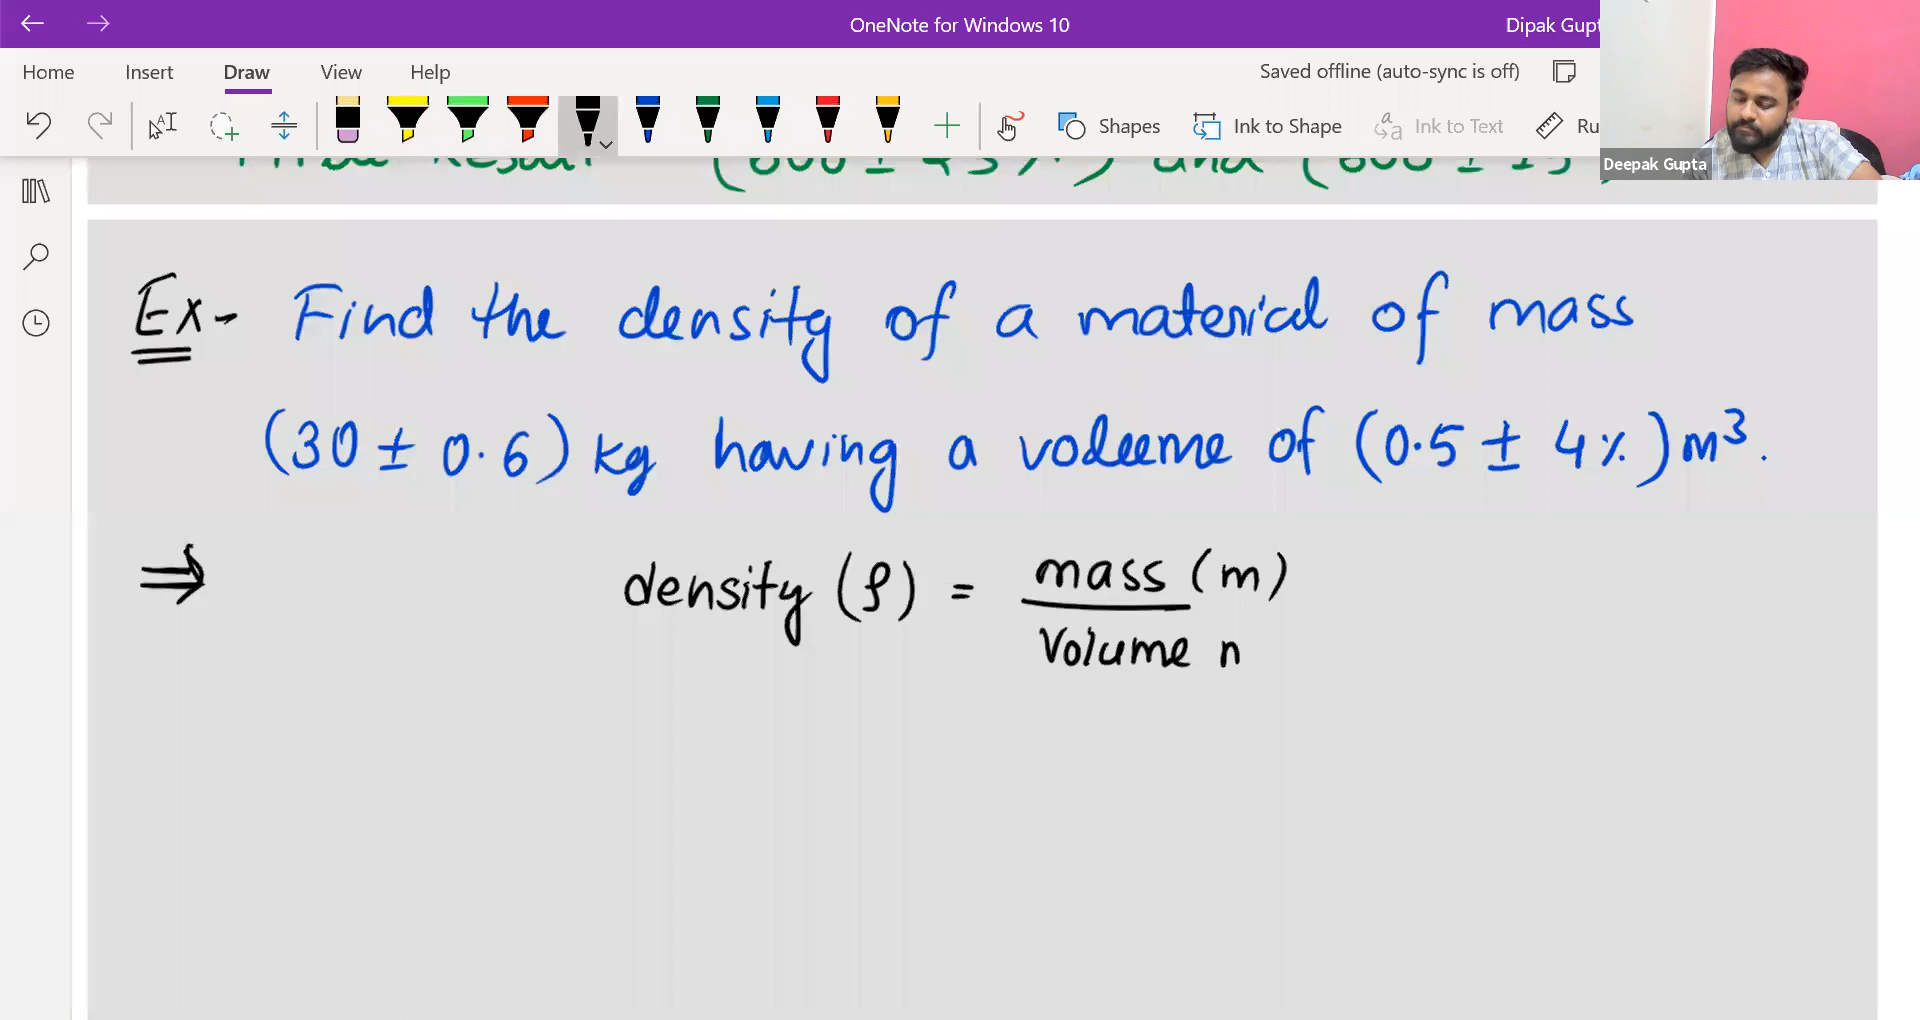 OneNote for Windows 10
Dipak Gupt
Home Insert Draw View Help
Saved offline (auto-sync is off)
Shapes Ink to Shape Ink to Text Ru
Deepak Gupta
Ex- Find the density of a material of mass
(30 ± 0.6) kg having a voleeme of (0.5 ± 4%) m³.
⇒ density (ρ) = mass (m)
Volume n